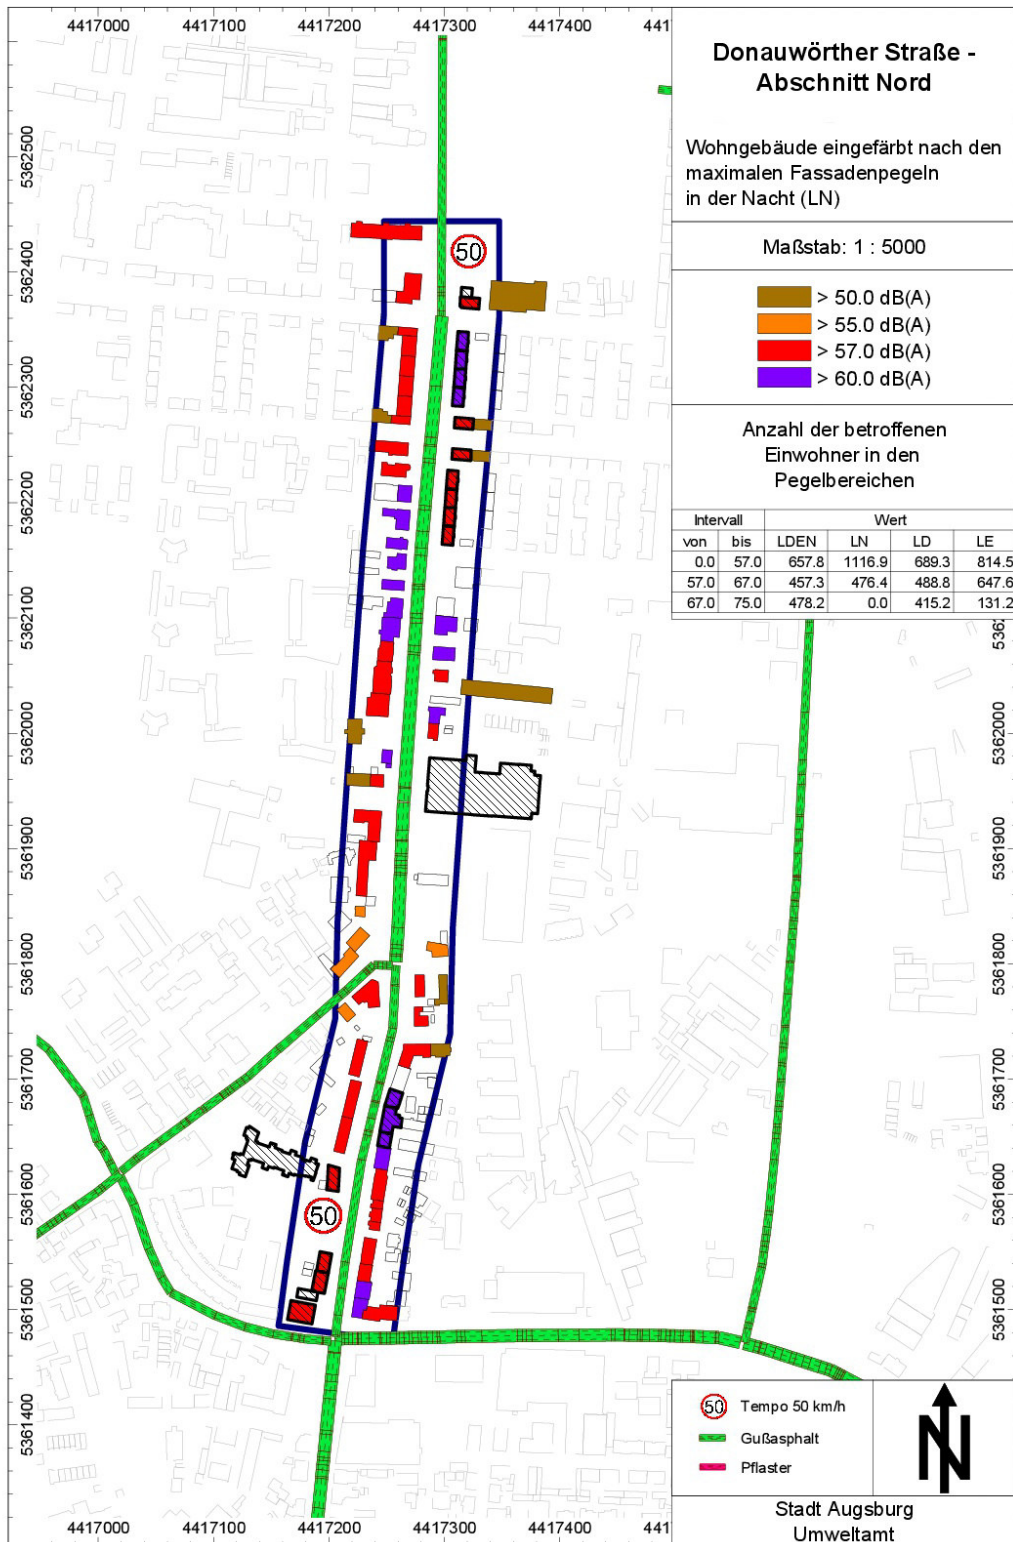 4417000 4417100 4417200 4417300 4417400 441
Donauwörther Straße -
Abschnitt Nord
Wohngebäude eingefärbt nach den
maximalen Fassadenpegeln
in der Nacht (LN)
Maßstab: 1 : 5000
> 50.0 dB(A)
> 55.0 dB(A)
> 57.0 dB(A)
> 60.0 dB(A)
Anzahl der betroffenen
Einwohner in den
Pegelbereichen
Intervall Wert
von bis LDEN LN LD LE
0.0 57.0 657.8 1116.9 689.3 814.5
57.0 67.0 457.3 476.4 488.8 647.6
67.0 75.0 478.2 0.0 415.2 131.2
5362500
5362400
5362300
5362200
5362100
5362000
5361900
5361800
5361700
5361600
5361500
5361400
50
50
5362000
5361900
5361800
5361700
5361600
5361500
50 Tempo 50 km/h
Gußasphalt
Pflaster
N
Stadt Augsburg
Umweltamt
4417000 4417100 4417200 4417300 4417400 441